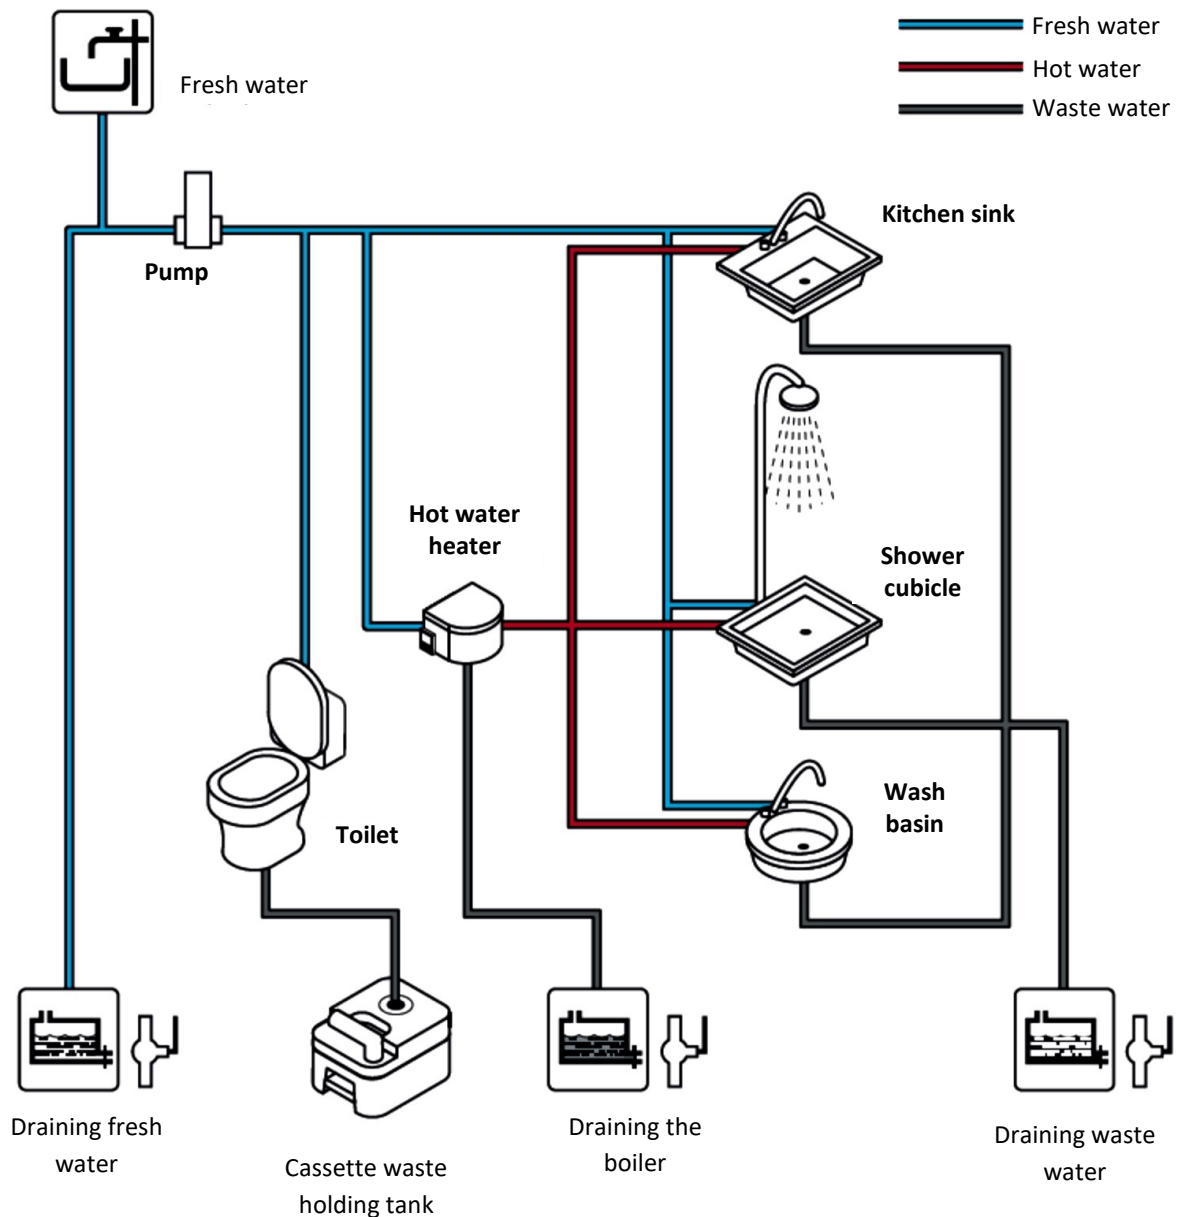 Fresh water
Hot water
Waste water
Fresh water
Pump
Kitchen sink
Hot water
heater
Shower
cubicle
Toilet
Wash
basin
Draining fresh
water
Cassette waste
holding tank
Draining the
boiler
Draining waste
water